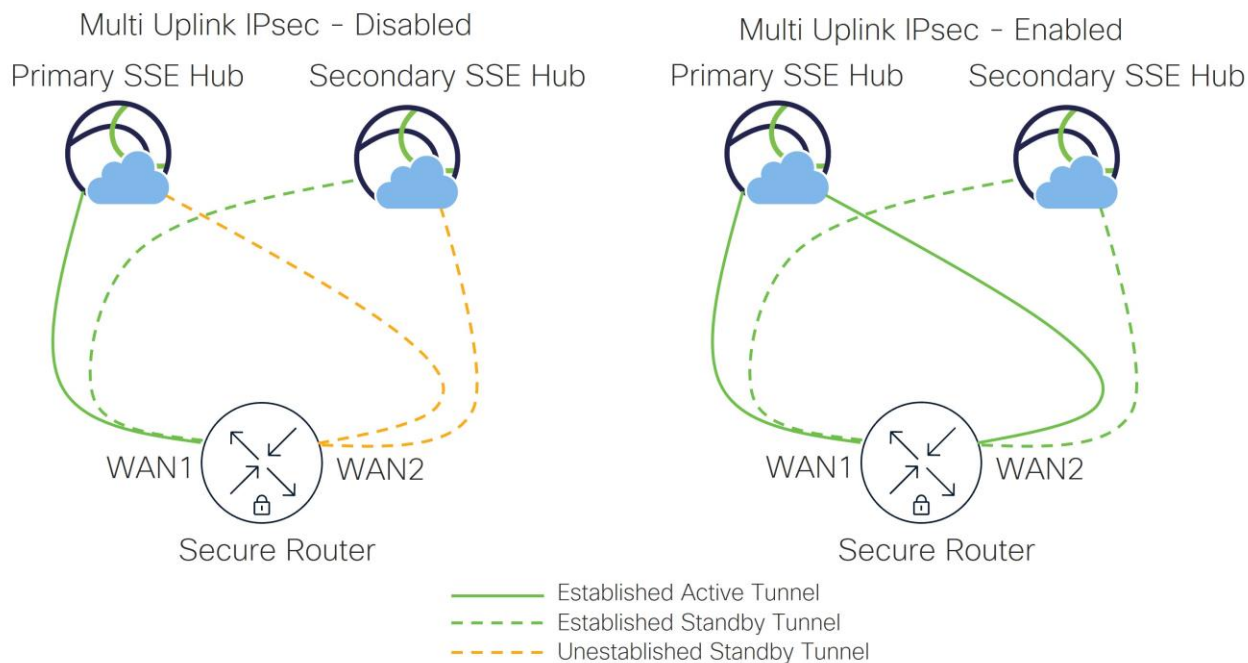 Multi Uplink IPsec - Disabled
Primary SSE Hub
Secondary SSE Hub
WAN1
WAN2
Secure Router
Multi Uplink IPsec - Enabled
Primary SSE Hub
Secondary SSE Hub
WAN1
WAN2
Secure Router
Established Active Tunnel
Established Standby Tunnel
Unestablished Standby Tunnel